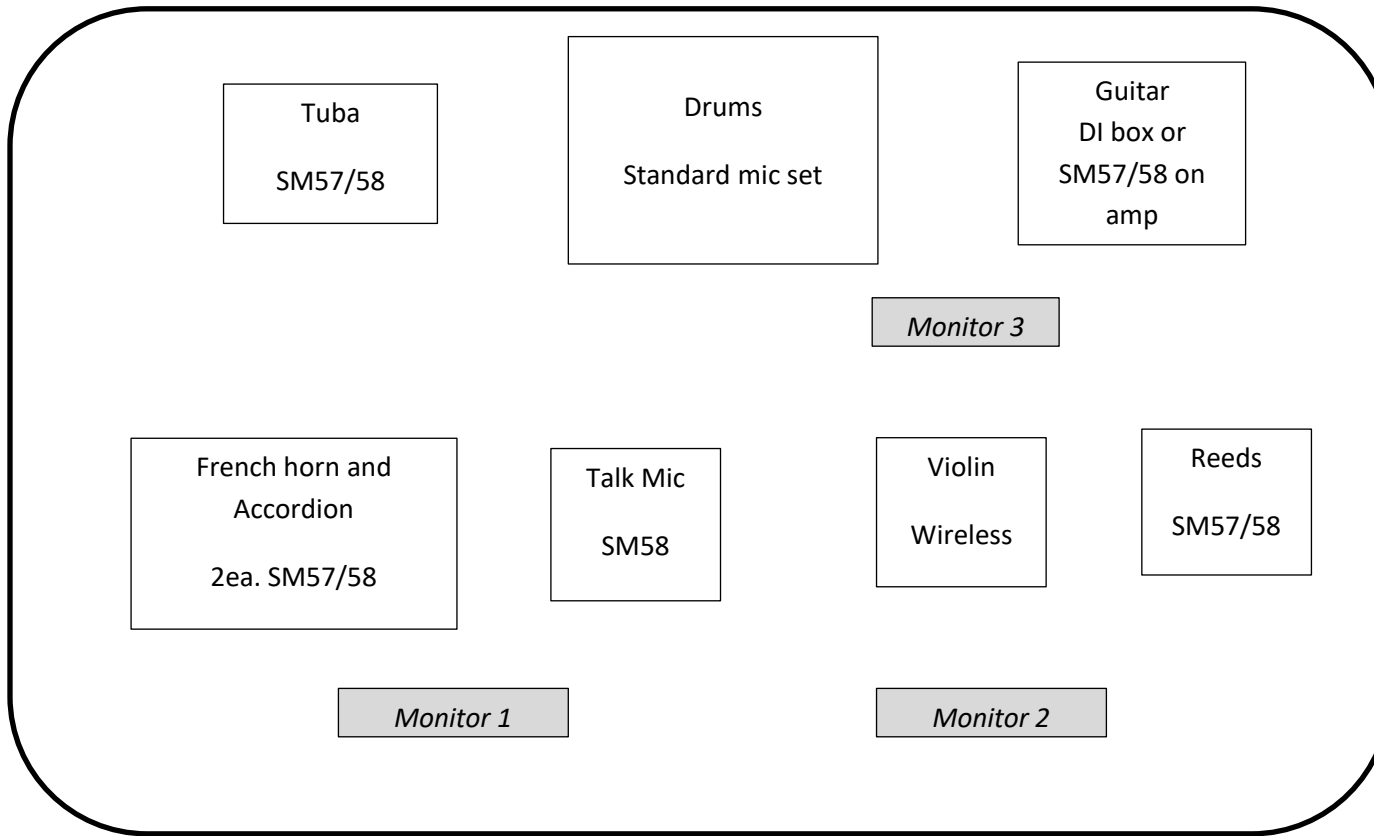 Tuba
SM57/58
Drums
Standard mic set
Guitar
DI box or
SM57/58 on
amp
Monitor 3
French horn and
Accordion
2ea. SM57/58
Talk Mic
SM58
Violin
Wireless
Reeds
SM57/58
Monitor 1
Monitor 2